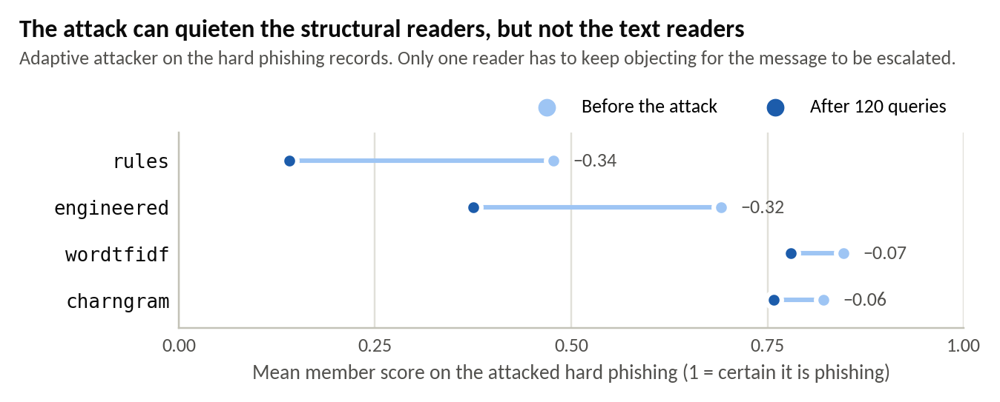 The attack can quieten the structural readers, but not the text readers
Adaptive attacker on the hard phishing records. Only one reader has to keep objecting for the message to be escalated.
Before the attack
After 120 queries
rules
−0.34
engineered
−0.32
wordtfidf
−0.07
charngram
−0.06
0.00
0.25
0.50
0.75
1.00
Mean member score on the attacked hard phishing (1 = certain it is phishing)